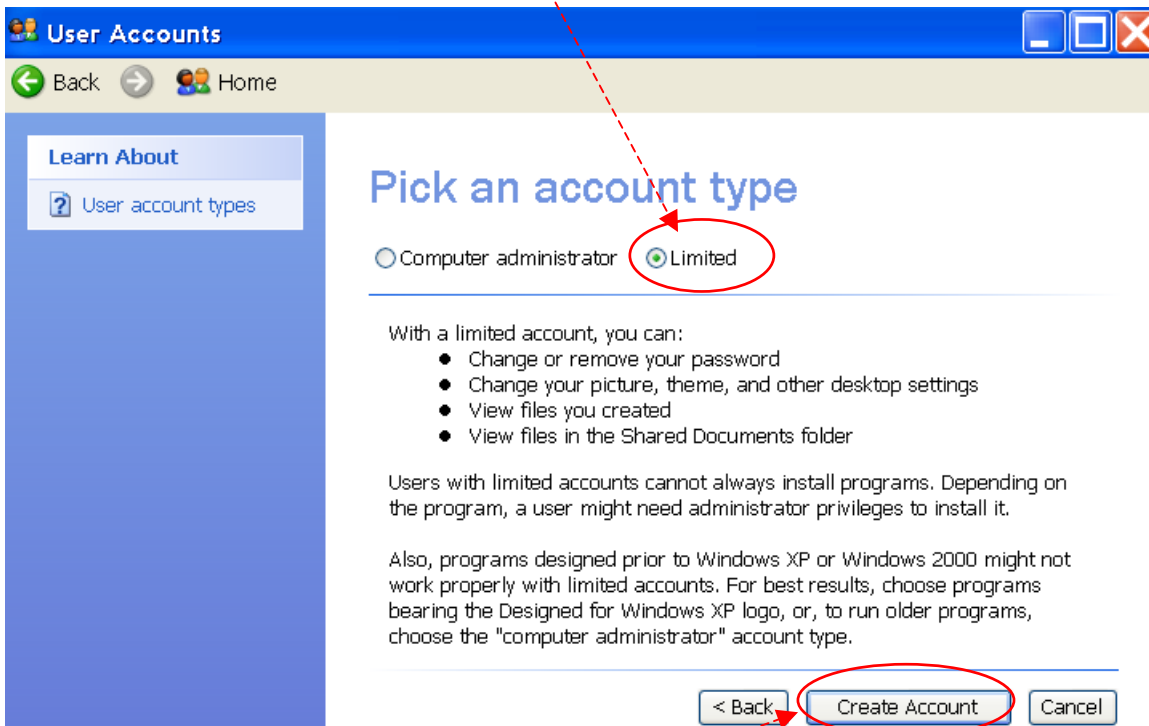 User Accounts
Back Home
Learn About
User account types
Pick an account type
Computer administrator Limited
With a limited account, you can:
● Change or remove your password
● Change your picture, theme, and other desktop settings
● View files you created
● View files in the Shared Documents folder
Users with limited accounts cannot always install programs. Depending on
the program, a user might need administrator privileges to install it.
Also, programs designed prior to Windows XP or Windows 2000 might not
work properly with limited accounts. For best results, choose programs
bearing the Designed for Windows XP logo, or, to run older programs,
choose the "computer administrator" account type.
< Back Create Account Cancel